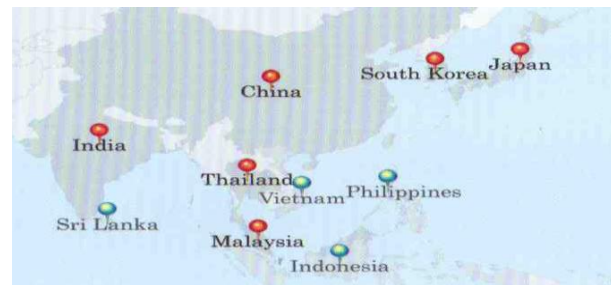 South Korea
Japan
China
India
Thailand
Vietnam
Philippines
Sri Lanka
Malaysia
Indonesia